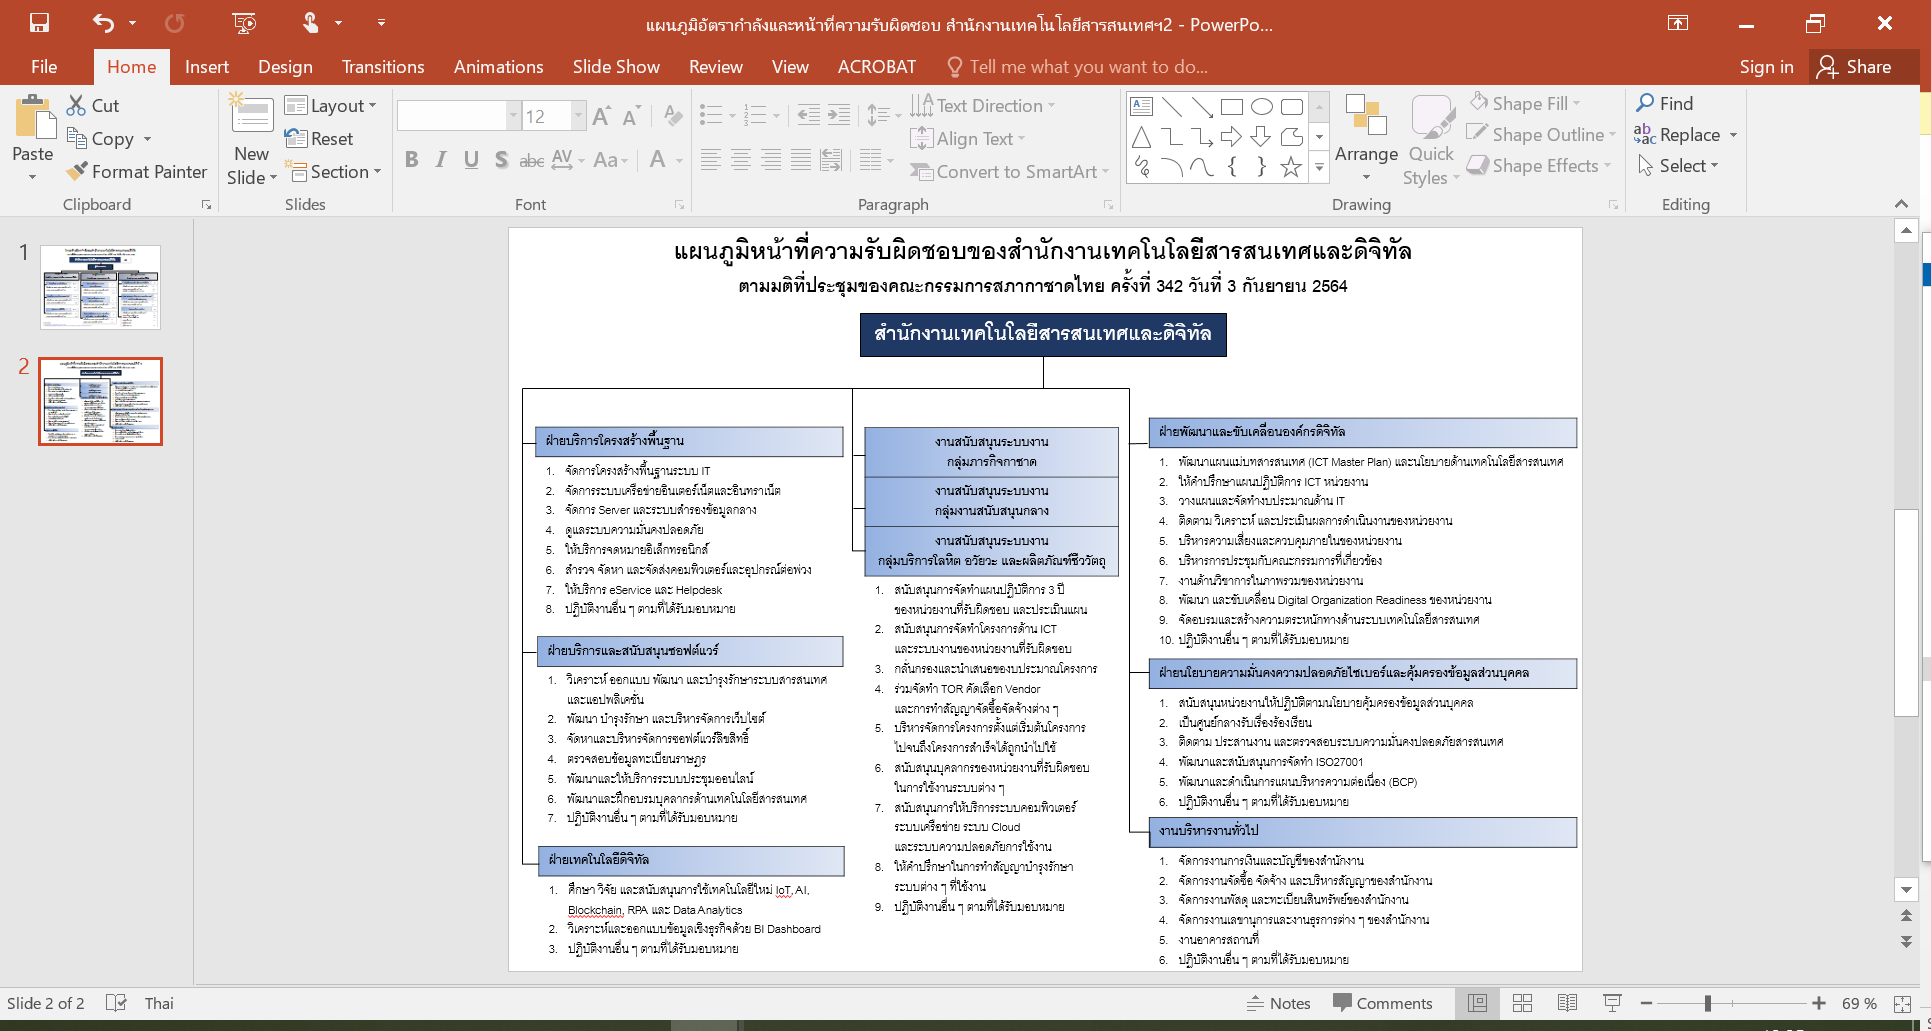 แผนภูมิอัตรากำลังและหน้าที่ความรับผิดชอบ สำนักงานเทคโนโลยีสารสนเทศฯ2 - PowerPo...
File
Home
Insert
Design
Transitions
Animations
Slide Show
Review
View
ACROBAT
Tell me what you want to do...
Sign in
Share
Paste
Cut
Copy
Format Painter
Clipboard
New Slide
Layout
Reset
Section
Slides
12
Font
Text Direction
Align Text
Convert to SmartArt
Paragraph
Arrange
Quick Styles
Shape Fill
Shape Outline
Shape Effects
Drawing
Find
Replace
Select
Editing
1
2
แผนภูมิหน้าที่ความรับผิดชอบของสำนักงานเทคโนโลยีสารสนเทศและดิจิทัล
ตามมติที่ประชุมของคณะกรรมการสภากาชาดไทย ครั้งที่ 342 วันที่ 3 กันยายน 2564
สำนักงานเทคโนโลยีสารสนเทศและดิจิทัล
ฝ่ายบริการโครงสร้างพื้นฐาน
1. จัดการโครงสร้างพื้นฐานระบบ IT
2. จัดการระบบเครือข่ายอินเตอร์เน็ตและอินทราเน็ต
3. จัดการ Server และระบบสำรองข้อมูลกลาง
4. ดูแลระบบความมั่นคงปลอดภัย
5. ให้บริการจดหมายอิเล็กทรอนิกส์
6. สำรวจ จัดหา และจัดส่งคอมพิวเตอร์และอุปกรณ์ต่อพ่วง
7. ให้บริการ eService และ Helpdesk
8. ปฏิบัติงานอื่น ๆ ตามที่ได้รับมอบหมาย
ฝ่ายบริการและสนับสนุนซอฟต์แวร์
1. วิเคราะห์ ออกแบบ พัฒนา และบำรุงรักษาระบบสารสนเทศ
และแอปพลิเคชั่น
2. พัฒนา บำรุงรักษา และบริหารจัดการเว็บไซต์
3. จัดหาและบริหารจัดการซอฟต์แวร์ลิขสิทธิ์
4. ตรวจสอบข้อมูลทะเบียนราษฎร
5. พัฒนาและให้บริการระบบประชุมออนไลน์
6. พัฒนาและฝึกอบรมบุคลากรด้านเทคโนโลยีสารสนเทศ
7. ปฏิบัติงานอื่น ๆ ตามที่ได้รับมอบหมาย
ฝ่ายเทคโนโลยีดิจิทัล
1. ศึกษา วิจัย และสนับสนุนการใช้เทคโนโลยีใหม่ IoT, AI,
Blockchain, RPA และ Data Analytics
2. วิเคราะห์และออกแบบข้อมูลเชิงธุรกิจด้วย BI Dashboard
3. ปฏิบัติงานอื่น ๆ ตามที่ได้รับมอบหมาย
งานสนับสนุนระบบงาน
กลุ่มภารกิจกาชาด
งานสนับสนุนระบบงาน
กลุ่มงานสนับสนุนกลาง
งานสนับสนุนระบบงาน
กลุ่มบริการโลหิต อวัยวะ และผลิตภัณฑ์ชีววัตถุ
1. สนับสนุนการจัดทำแผนปฏิบัติการ 3 ปี
ของหน่วยงานที่รับผิดชอบ และประเมินแผน
2. สนับสนุนการจัดทำโครงการด้าน ICT
และระบบงานของหน่วยงานที่รับผิดชอบ
3. กลั่นกรองและนำเสนอของบประมาณโครงการ
4. ร่วมจัดทำ TOR คัดเลือก Vendor
และการทำสัญญาจัดซื้อจัดจ้างต่าง ๆ
5. บริหารจัดการโครงการตั้งแต่เริ่มต้นโครงการ
ไปจนถึงโครงการสำเร็จได้ถูกนำไปใช้
6. สนับสนุนบุคลากรของหน่วยงานที่รับผิดชอบ
ในการใช้งานระบบต่าง ๆ
7. สนับสนุนการให้บริการระบบคอมพิวเตอร์
ระบบเครือข่าย ระบบ Cloud
และระบบความปลอดภัยการใช้งาน
8. ให้คำปรึกษาในการทำสัญญาบำรุงรักษา
ระบบต่าง ๆ ที่ใช้งาน
9. ปฏิบัติงานอื่น ๆ ตามที่ได้รับมอบหมาย
ฝ่ายพัฒนาและขับเคลื่อนองค์กรดิจิทัล
1. พัฒนาแผนแม่บทสารสนเทศ (ICT Master Plan) และนโยบายด้านเทคโนโลยีสารสนเทศ
2. ให้คำปรึกษาแผนปฏิบัติการ ICT หน่วยงาน
3. วางแผนและจัดทำงบประมาณด้าน IT
4. ติดตาม วิเคราะห์ และประเมินผลการดำเนินงานของหน่วยงาน
5. บริหารความเสี่ยงและควบคุมภายในของหน่วยงาน
6. บริหารการประชุมกับคณะกรรมการที่เกี่ยวข้อง
7. งานด้านวิชาการในภาพรวมของหน่วยงาน
8. พัฒนา และขับเคลื่อน Digital Organization Readiness ของหน่วยงาน
9. จัดอบรมและสร้างความตระหนักทางด้านระบบเทคโนโลยีสารสนเทศ
10. ปฏิบัติงานอื่น ๆ ตามที่ได้รับมอบหมาย
ฝ่ายนโยบายความมั่นคงความปลอดภัยไซเบอร์และคุ้มครองข้อมูลส่วนบุคคล
1. สนับสนุนหน่วยงานให้ปฏิบัติตามนโยบายคุ้มครองข้อมูลส่วนบุคคล
2. เป็นศูนย์กลางรับเรื่องร้องเรียน
3. ติดตาม ประสานงาน และตรวจสอบระบบความมั่นคงปลอดภัยสารสนเทศ
4. พัฒนาและสนับสนุนการจัดทำ ISO27001
5. พัฒนาและดำเนินการแผนบริหารความต่อเนื่อง (BCP)
6. ปฏิบัติงานอื่น ๆ ตามที่ได้รับมอบหมาย
งานบริหารงานทั่วไป
1. จัดการงานการเงินและบัญชีของสำนักงาน
2. จัดการงานจัดซื้อ จัดจ้าง และบริหารสัญญาของสำนักงาน
3. จัดการงานพัสดุ และทะเบียนสินทรัพย์ของสำนักงาน
4. จัดการงานเลขานุการและงานธุรการต่าง ๆ ของสำนักงาน
5. งานอาคารสถานที่
6. ปฏิบัติงานอื่น ๆ ตามที่ได้รับมอบหมาย
Slide 2 of 2
Thai
Notes
Comments
69 %